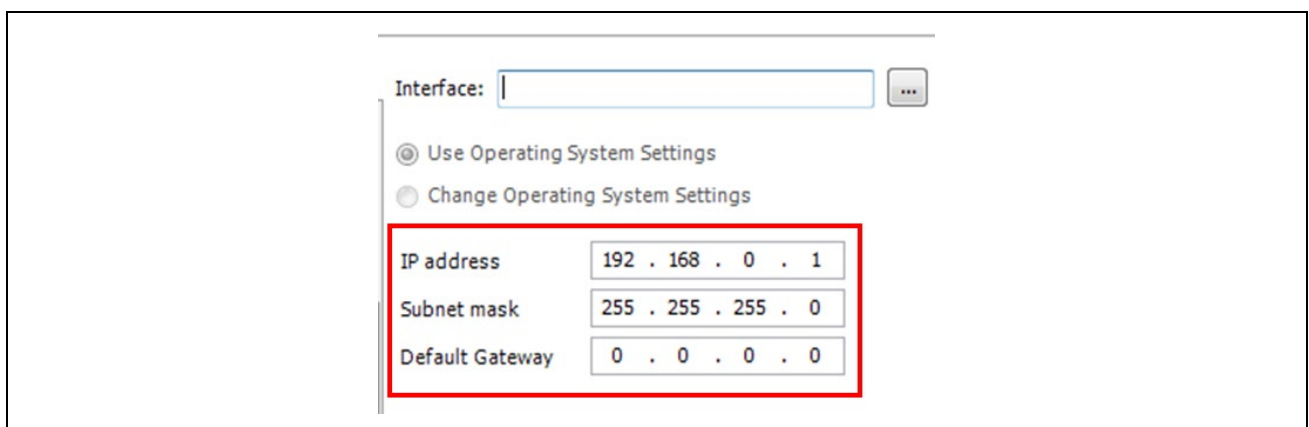 Interface:
...
Use Operating System Settings
Change Operating System Settings
IP address 192 . 168 . 0 . 1
Subnet mask 255 . 255 . 255 . 0
Default Gateway 0 . 0 . 0 . 0